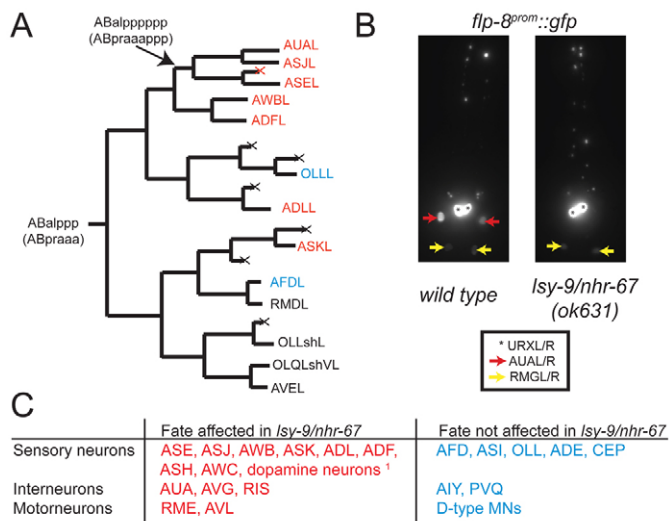 A
ABalpppppp
(ABpraaappp)
AUAL
ASJL
ASEL
AWBL
ADFL
OLLL
ADLL
ABalppp
(ABpraaa)
ASKL
AFDL
RMDL
OLLshL
OLQLshVL
AVEL
B
flp-8prom::gfp
wild type
lsy-9/nhr-67
(ok631)
* URXL/R
AUAL/R
RMGL/R
C
Fate affected in lsy-9/nhr-67 Fate not affected in lsy-9/nhr-67
Sensory neurons ASE, ASJ, AWB, ASK, ADL, ADF, AFD, ASI, OLL, ADE, CEP
ASH, AWC, dopamine neurons 1
Interneurons AUA, AVG, RIS AIY, PVQ
Motorneurons RME, AVL D-type MNs